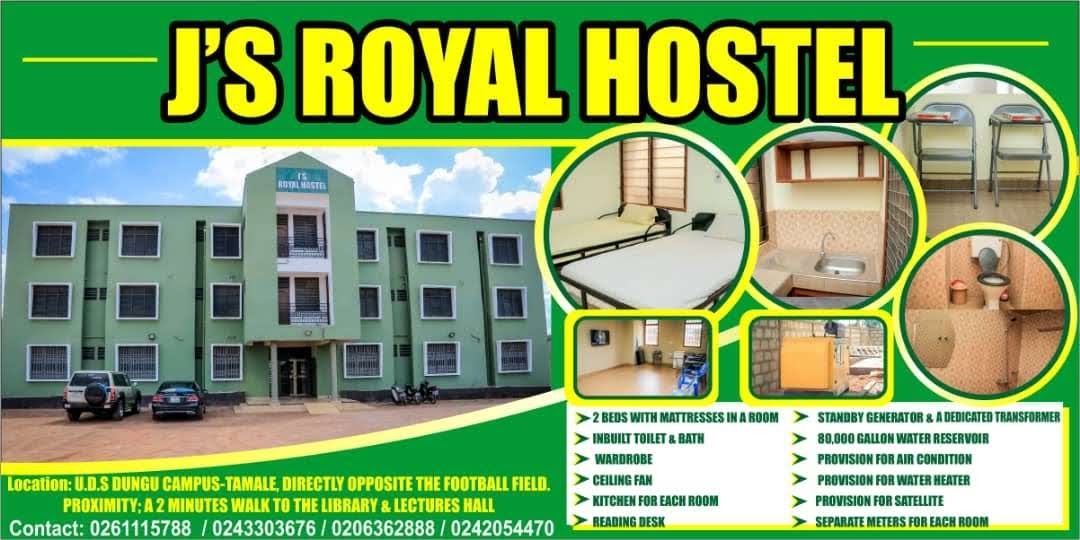 J'S ROYAL HOSTEL
J'S
ROYAL HOSTEL
2 BEDS WITH MATTRESSES IN A ROOM
INBUILT TOILET & BATH
WARDROBE
CEILING FAN
KITCHEN FOR EACH ROOM
READING DESK
STANDBY GENERATOR & A DEDICATED TRANSFORMER
80,000 GALLON WATER RESERVOIR
PROVISION FOR AIR CONDITION
PROVISION FOR WATER HEATER
PROVISION FOR SATELLITE
SEPARATE METERS FOR EACH ROOM
Location: U.D.S DUNGU CAMPUS-TAMALE, DIRECTLY OPPOSITE THE FOOTBALL FIELD.
PROXIMITY; A 2 MINUTES WALK TO THE LIBRARY & LECTURES HALL
Contact: 0261115788 / 0243303676 / 0206362888 / 0242054470